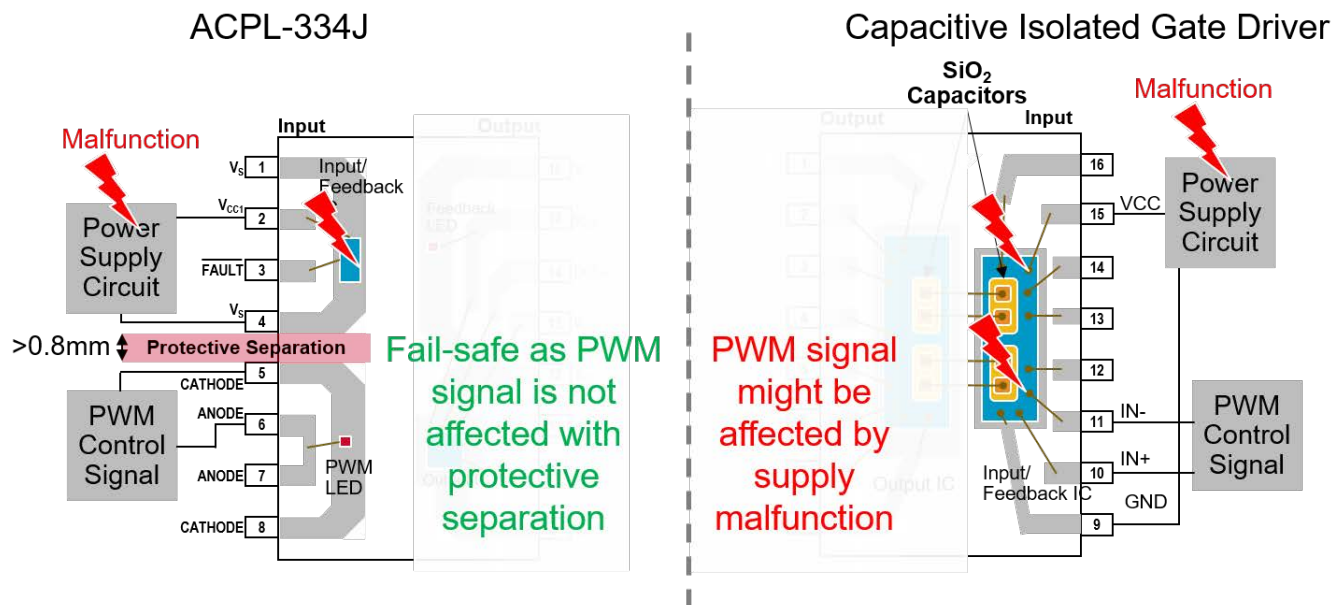 ACPL-334J
Capacitive Isolated Gate Driver
Malfunction
Input
Output
Input/
Feedback
Feedback
LED
Power
Supply
Circuit
VS 1
VCC1 2
FAULT 3
VS 4
>0.8mm
Protective Separation
5
CATHODE
ANODE
6
ANODE 7
CATHODE 8
PWM
Control
Signal
PWM
LED
Fail-safe as PWM
signal is not
affected with
protective
separation
SiO2
Capacitors
Output
Input
Malfunction
16
15 VCC
14
13
12
11 IN-
10 IN+
GND
9
Power
Supply
Circuit
PWM
Control
Signal
Input/
Feedback IC
Output IC
PWM signal
might be
affected by
supply
malfunction